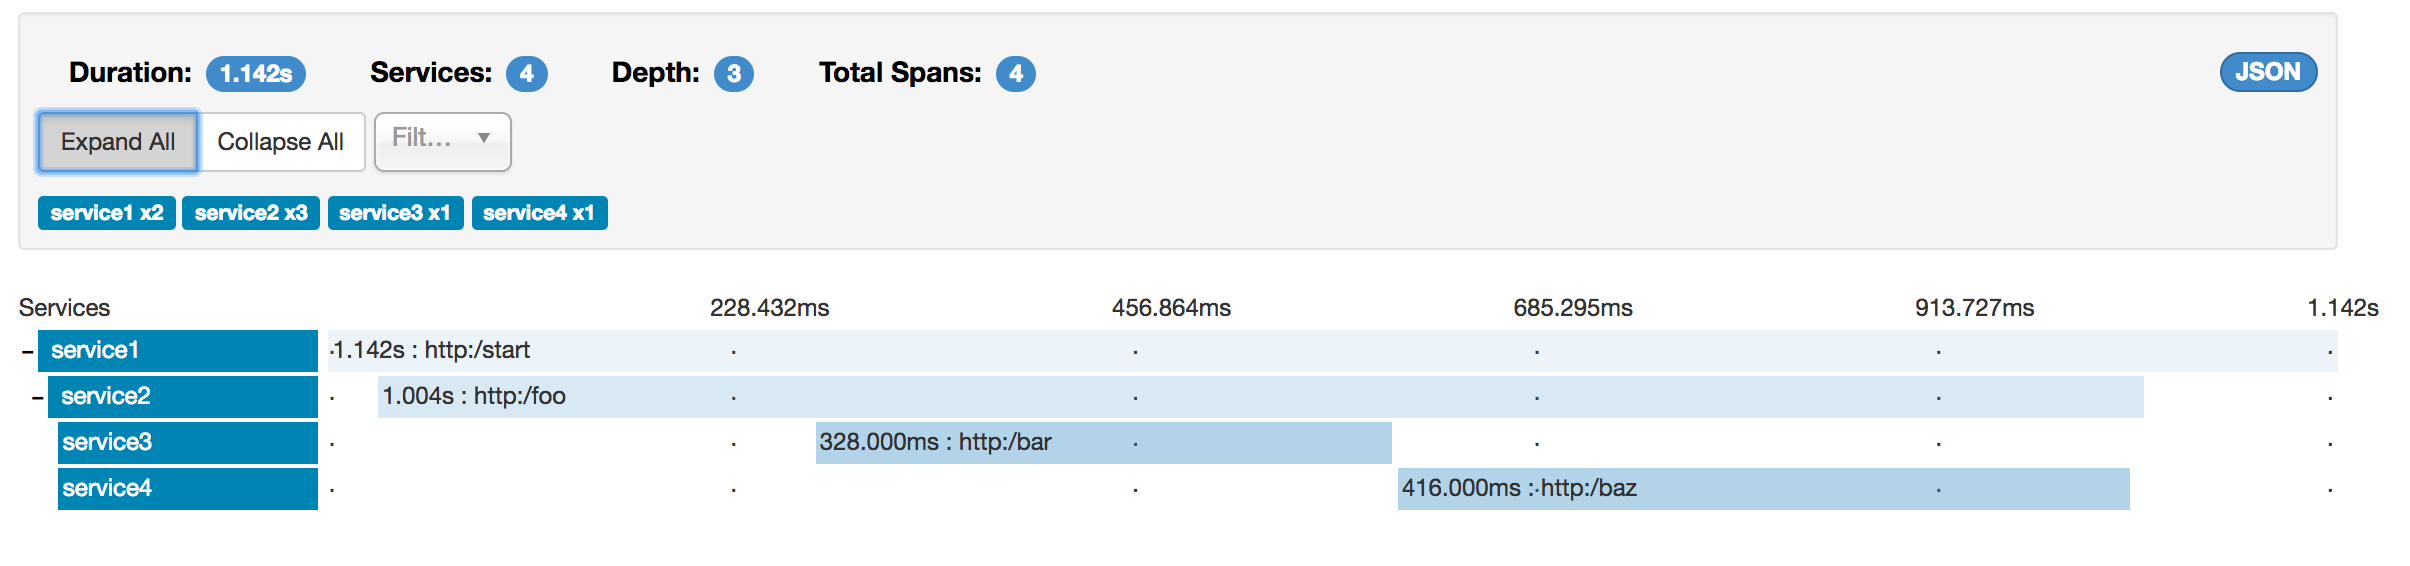 Duration: 1.142s Services: 4 Depth: 3 Total Spans: 4 JSON
Expand All Collapse All Filt...
service1 x2 service2 x3 service3 x1 service4 x1
Services 228.432ms 456.864ms 685.295ms 913.727ms 1.142s
service1 1.142s : http:/start
service2 1.004s : http:/foo
service3 328.000ms : http:/bar
service4 416.000ms : http:/baz